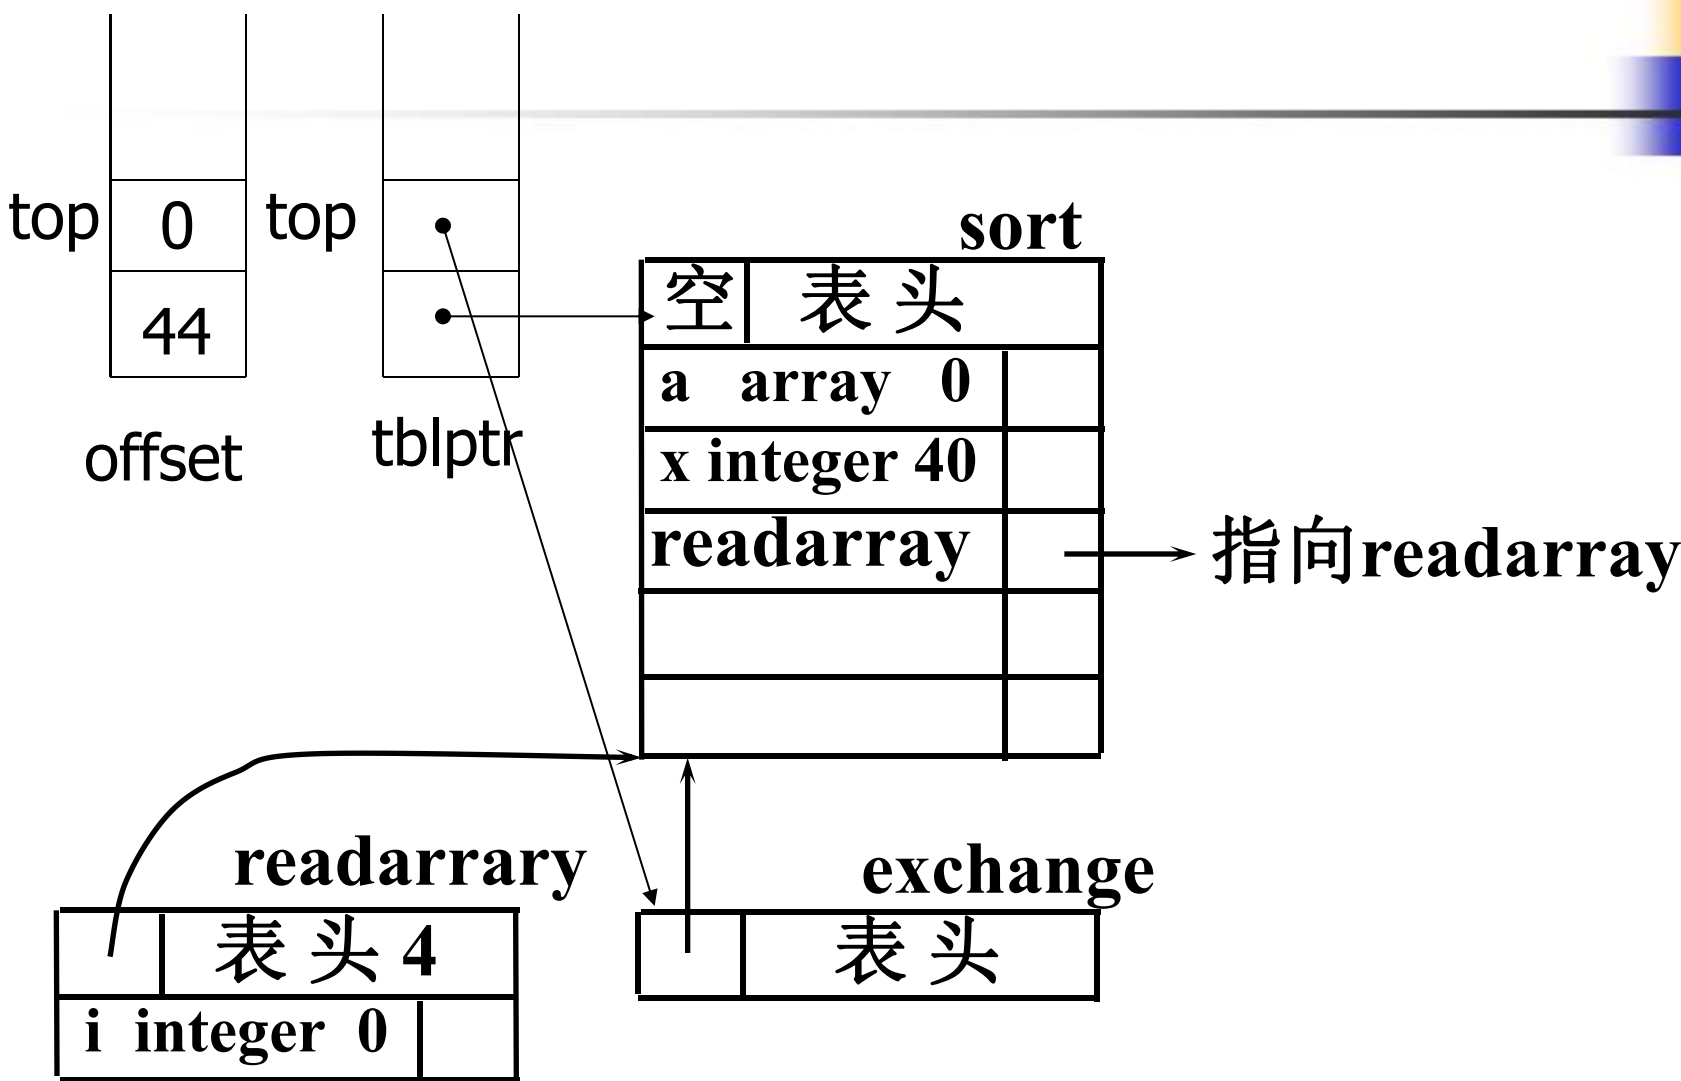 top 0 top
44
offset tblptr
sort
空 表 头
a array 0
x integer 40
readarray
指向readarray
readarrary
表 头 4
i integer 0
exchange
表 头